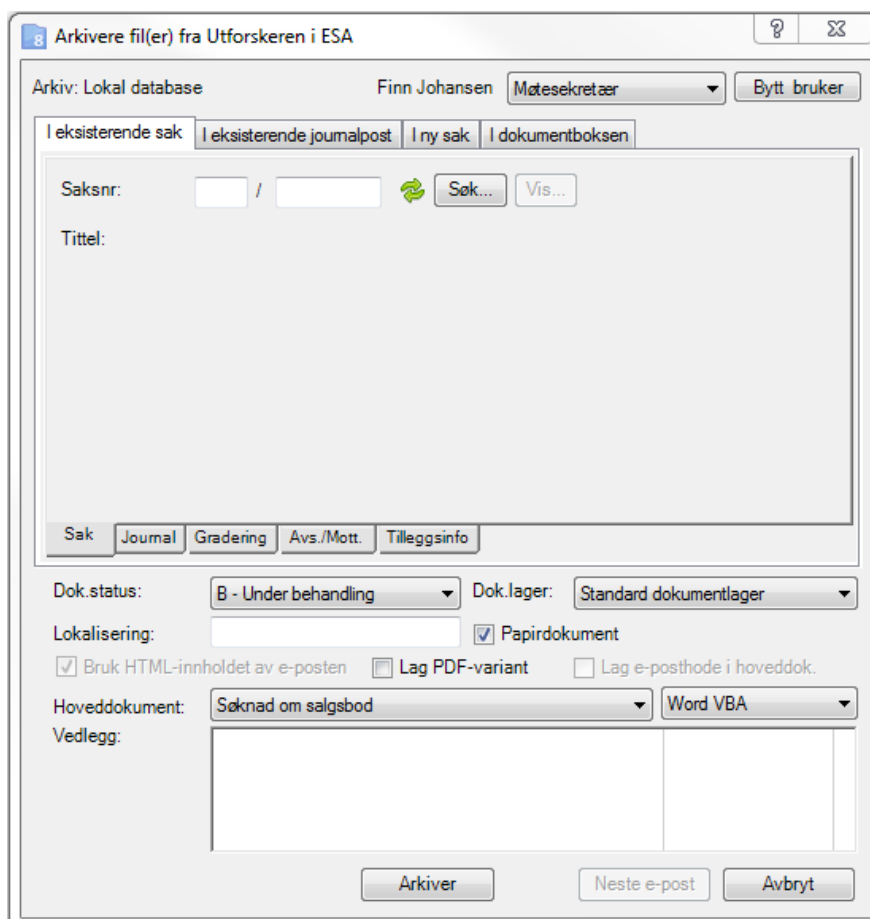 8 Arkivere fil(er) fra Utforskeren i ESA ?
Arkiv: Lokal database Finn Johansen Møtesekretær Bytt bruker
I eksisterende sak I eksisterende journalpost I ny sak I dokumentboksen
Saksnr: / Søk... Vis...
Tittel:
Sak Journal Gradering Avs./Mott. Tilleggsinfo
Dok.status: B - Under behandling Dok.lager: Standard dokumentlager
Lokalisering: Papirdokument
Bruk HTML-innholdet av e-posten Lag PDF-variant Lag e-posthode i hoveddok.
Hoveddokument: Søknad om salgsbod Word VBA
Vedlegg:
Arkiver Neste e-post Avbryt